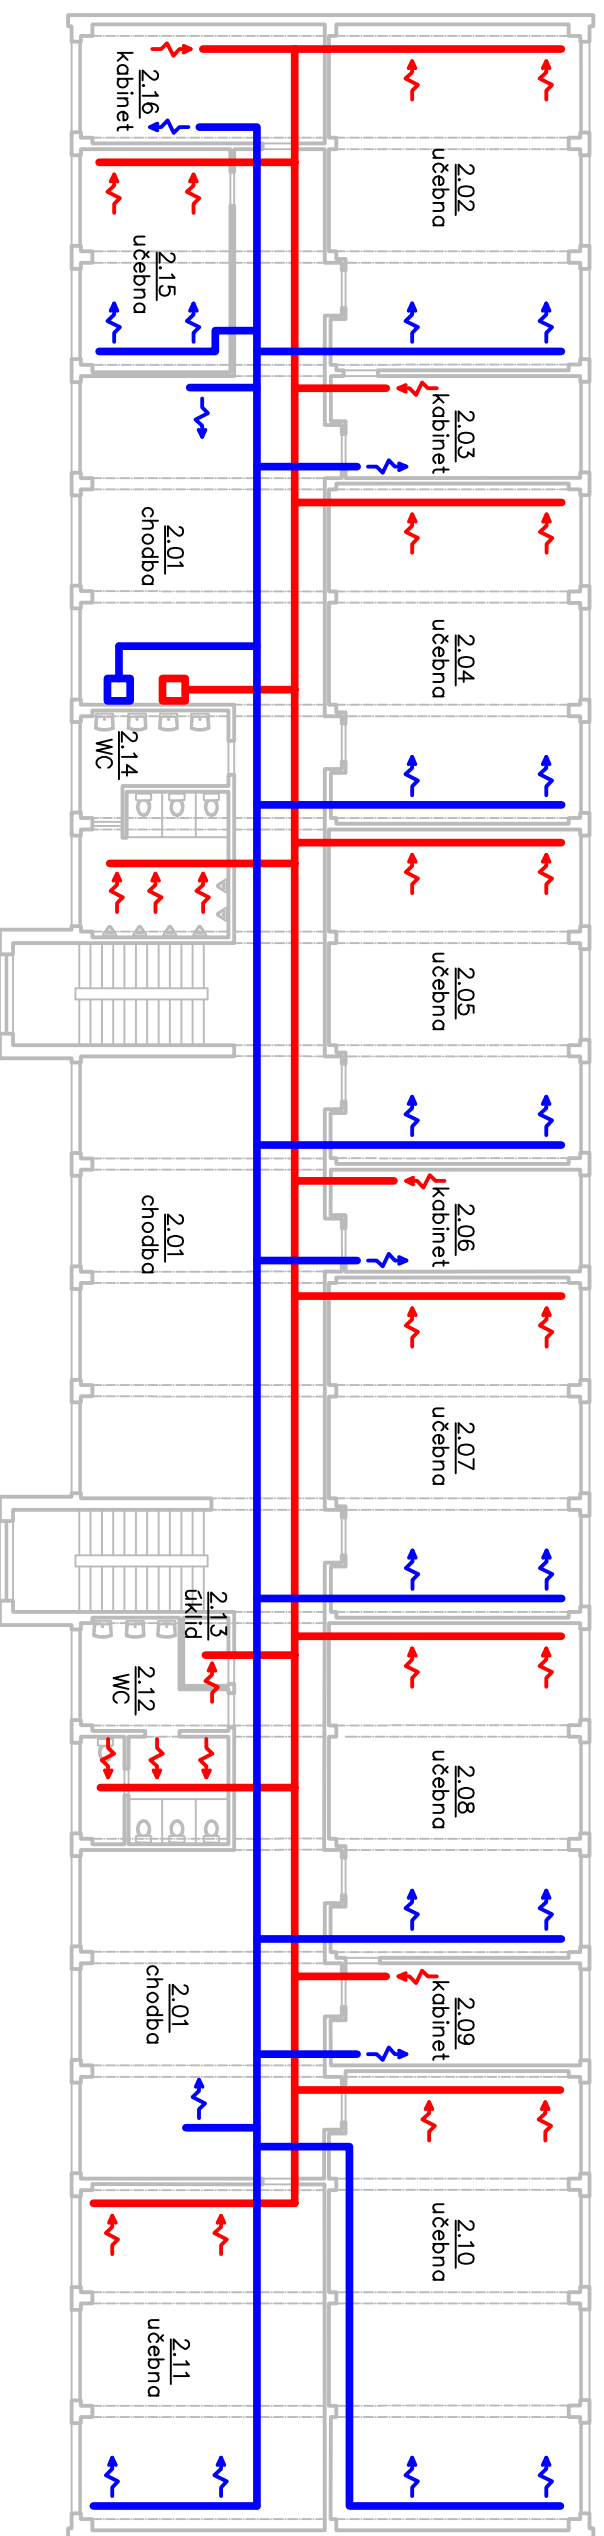 2.16
kabinet
2.02
učebna
2.15
učebna
2.03
kabinet
2.01
chodba
2.04
učebna
2.14
WC
2.05
učebna
2.01
chodba
2.06
kabinet
2.07
učebna
2.13
úklid
2.12
WC
2.08
učebna
2.01
chodba
2.09
kabinet
2.10
učebna
2.11
učebna